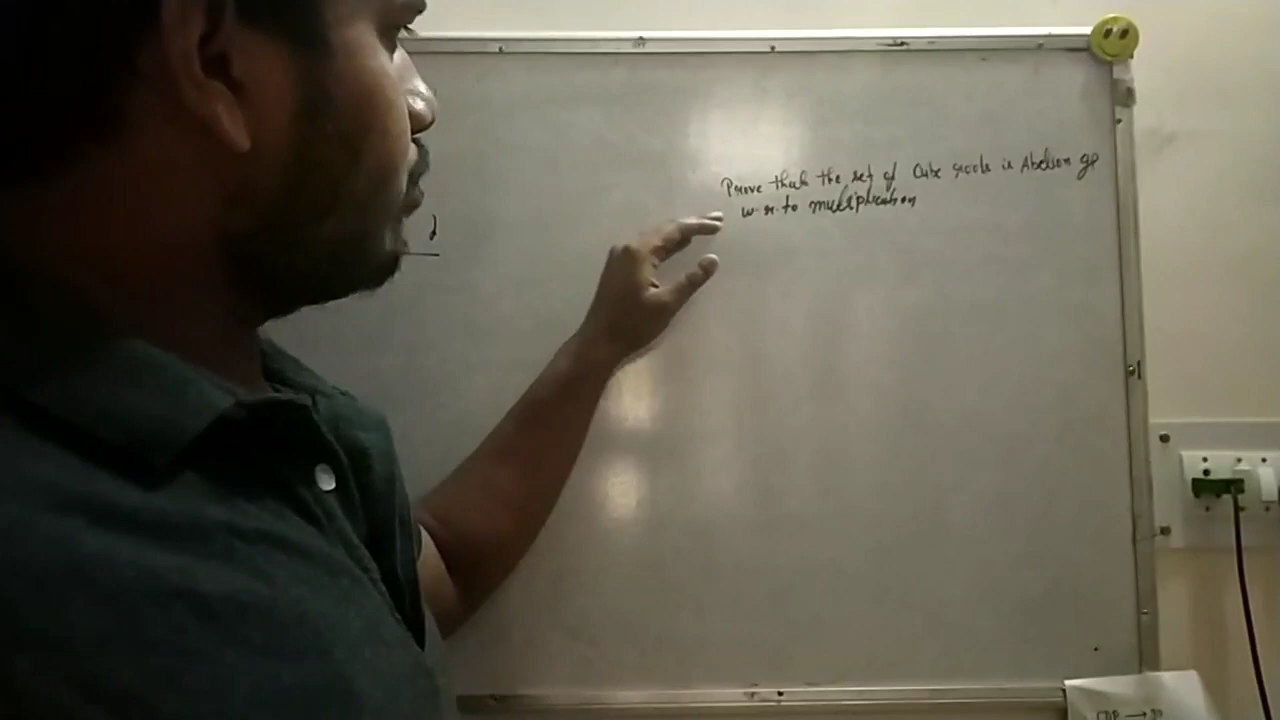 Prove that the set of Cube roots is Abelian gp
w.r.to multiplication